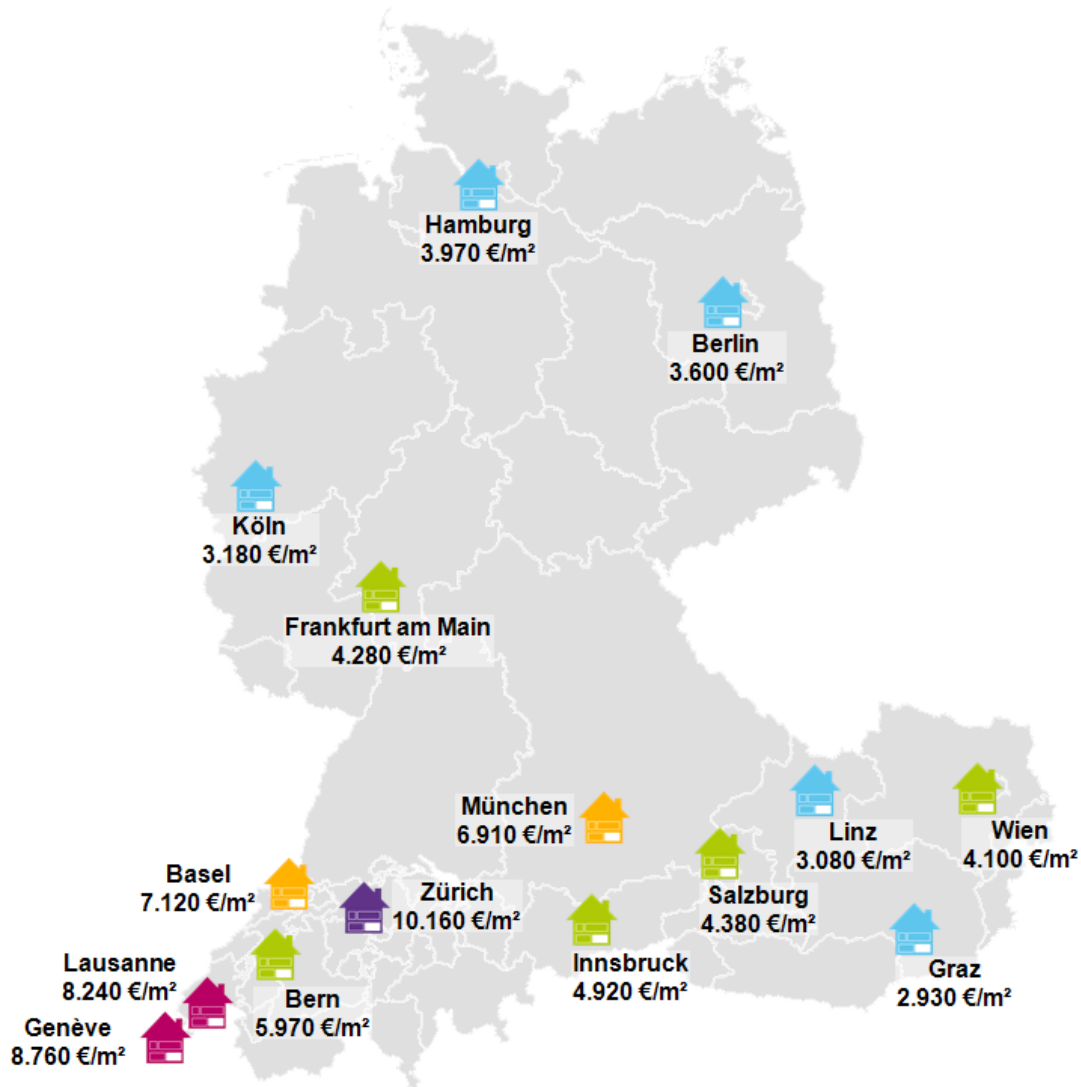 Hamburg
3.970 €/m²
Berlin
3.600 €/m²
Köln
3.180 €/m²
Frankfurt am Main
4.280 €/m²
München
6.910 €/m²
Linz
3.080 €/m²
Wien
4.100 €/m²
Basel
7.120 €/m²
Zürich
10.160 €/m²
Salzburg
4.380 €/m²
Lausanne
8.240 €/m²
Bern
5.970 €/m²
Innsbruck
4.920 €/m²
Graz
2.930 €/m²
Genève
8.760 €/m²